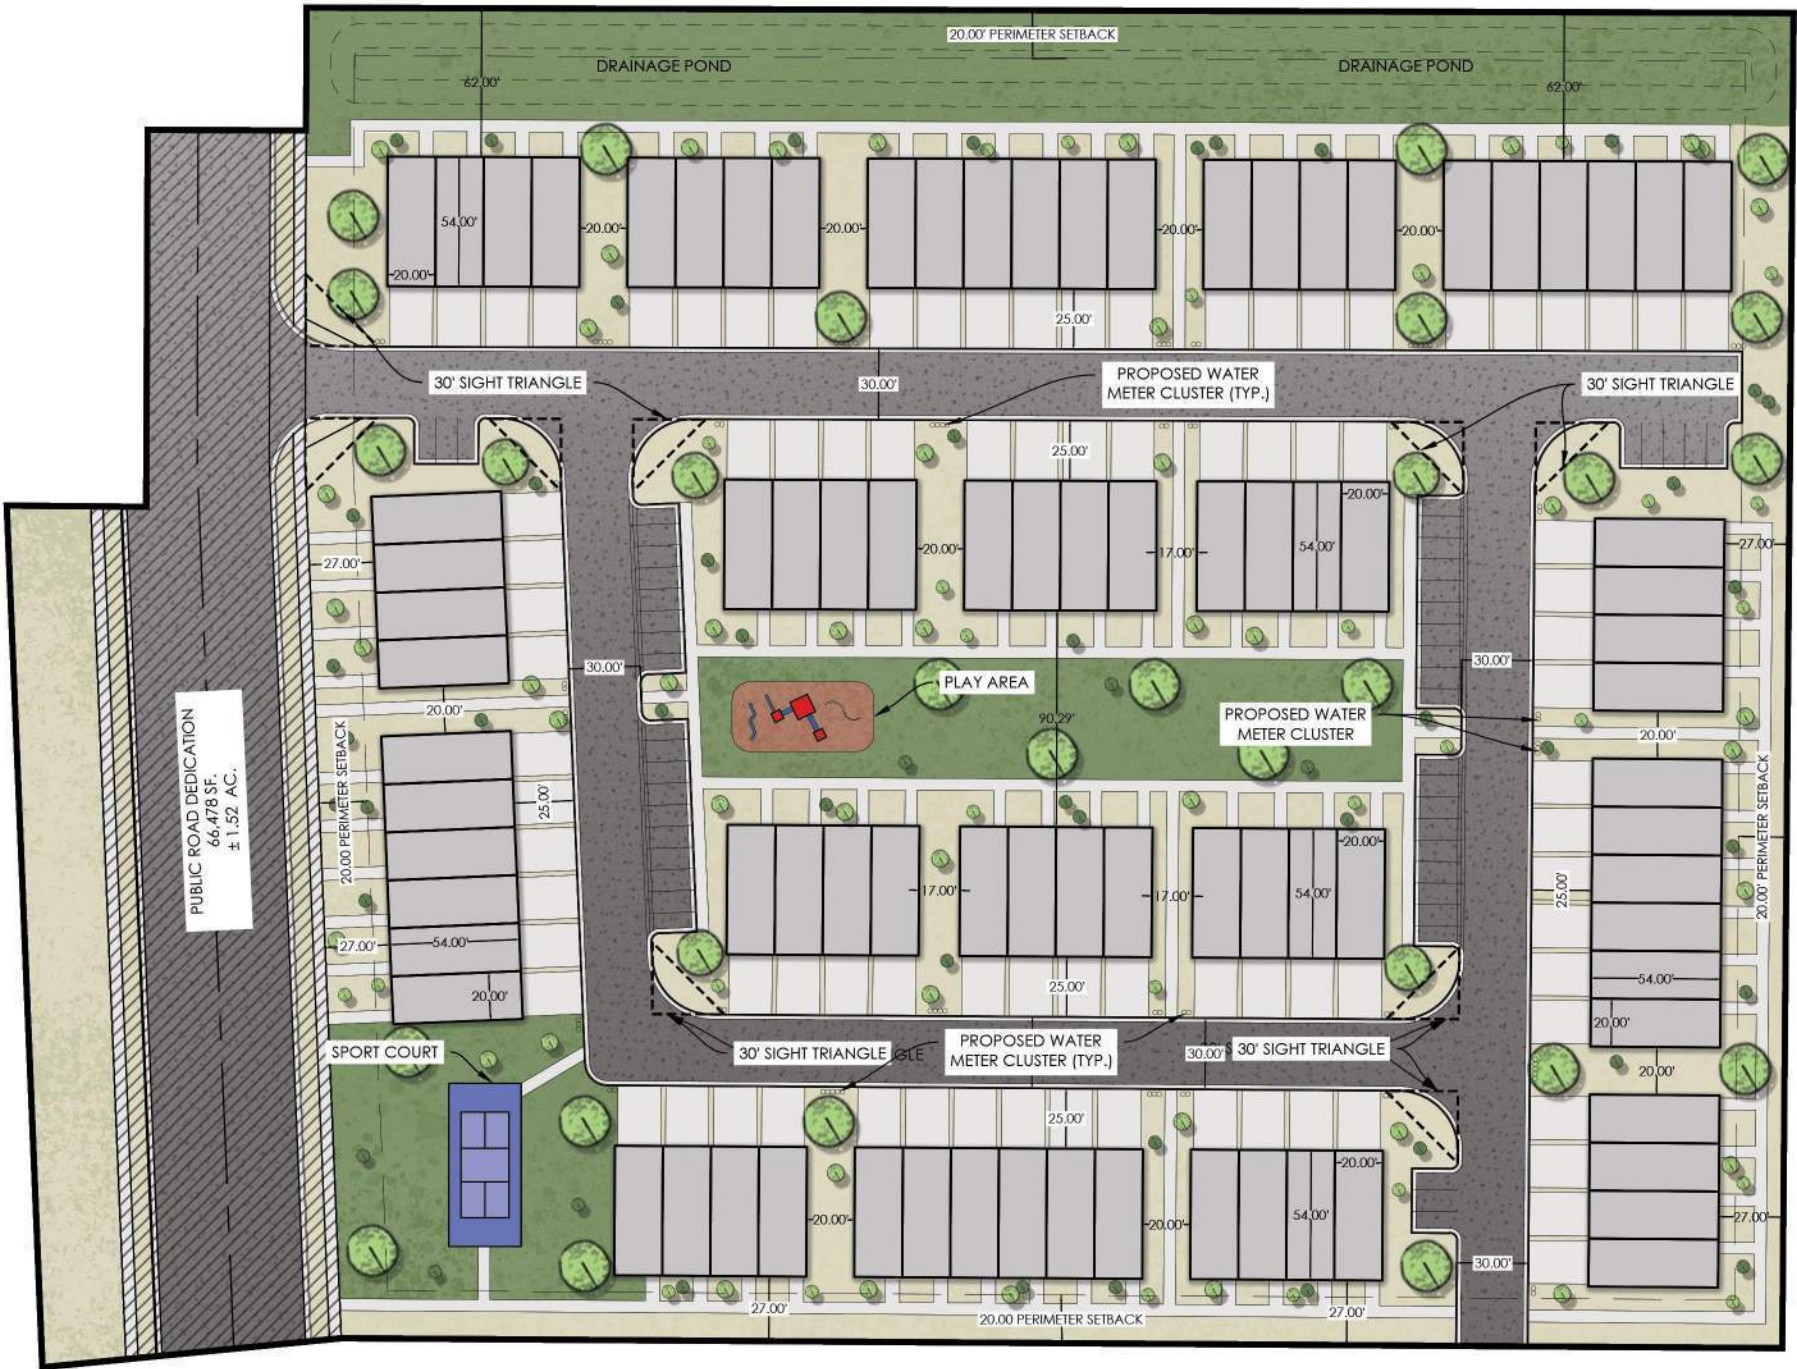 20.00' PERIMETER SETBACK
DRAINAGE POND
DRAINAGE POND
62.00'
62.00'
54.00'
20.00'
20.00'
20.00'
20.00'
20.00'
25.00'
30' SIGHT TRIANGLE
30.00'
PROPOSED WATER
METER CLUSTER (TYP.)
30' SIGHT TRIANGLE
25.00'
20.00'
27.00'
20.00'
17.00'
54.00'
27.00'
30.00'
30.00'
PLAY AREA
20.00'
90.29'
PROPOSED WATER
METER CLUSTER
20.00'
PUBLIC ROAD DEDICATION
66,478 SF.
± 1.52 AC.
20.00 PERIMETER SETBACK
25.00'
20.00'
20.00' PERIMETER SETBACK
17.00'
17.00'
54.00'
25.00'
27.00'
54.00'
20.00'
25.00'
54.00'
20.00'
SPORT COURT
30' SIGHT TRIANGLE
GLE
PROPOSED WATER
METER CLUSTER (TYP.)
30.00'
30' SIGHT TRIANGLE
20.00'
25.00'
20.00'
20.00'
20.00'
54.00'
27.00'
30.00'
27.00'
20.00 PERIMETER SETBACK
27.00'